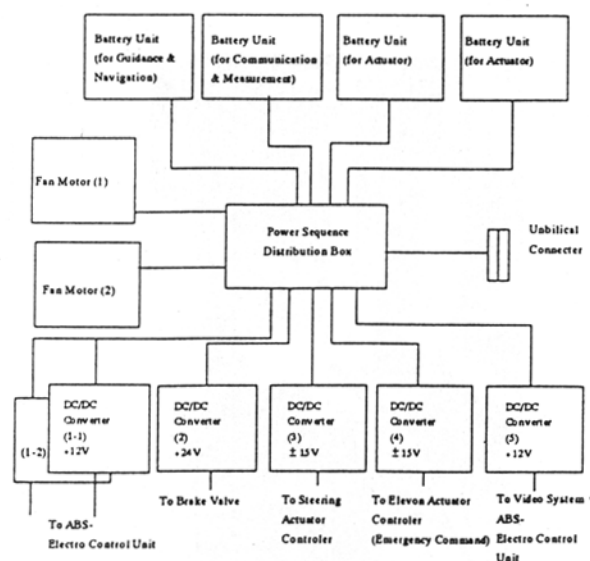 Battery Unit
(for Guidance &
Navigation)
Battery Unit
(for Communication
& Measurement)
Battery Unit
(for Actuator)
Battery Unit
(for Actuator)
Fan Motor (1)
Power Sequence
Distribution Box
Unbilical
Connecter
Fan Motor (2)
(1-2)
DC/DC
Converter
(1-1)
+12V
DC/DC
Converter
(2)
+24V
DC/DC
Converter
(3)
±15V
DC/DC
Converter
(4)
±15V
DC/DC
Converter
(5)
+12V
To ABS-
Electro Control Unit
To Brake Valve
To Steering
Actuator
Controler
To Elevon Actuator
Controler
(Emergency Command)
To Video System +
ABS-
Electro Control
Unit